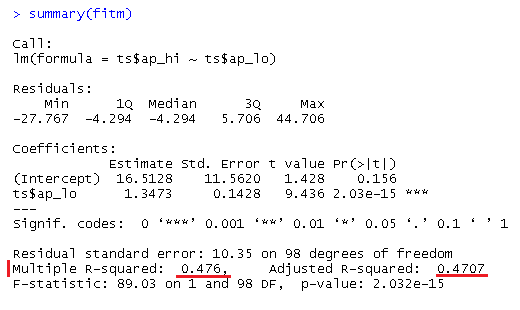 > summary(fitm)
Call:
lm(formula = ts$ap_hi ~ ts$ap_lo)
Residuals:
    Min      1Q  Median      3Q     Max
-27.767  -4.294  -4.294   5.706  44.706
Coefficients:
            Estimate Std. Error t value Pr(>|t|)
(Intercept)  16.5128    11.5620   1.428    0.156
ts$ap_lo      1.3473     0.1428   9.436 2.03e-15 ***
---
Signif. codes:  0 ‘***’ 0.001 ‘**’ 0.01 ‘*’ 0.05 ‘.’ 0.1 ‘ ’ 1
Residual standard error: 10.35 on 98 degrees of freedom
Multiple R-squared:  0.476,	Adjusted R-squared:  0.4707
F-statistic: 89.03 on 1 and 98 DF,  p-value: 2.032e-15